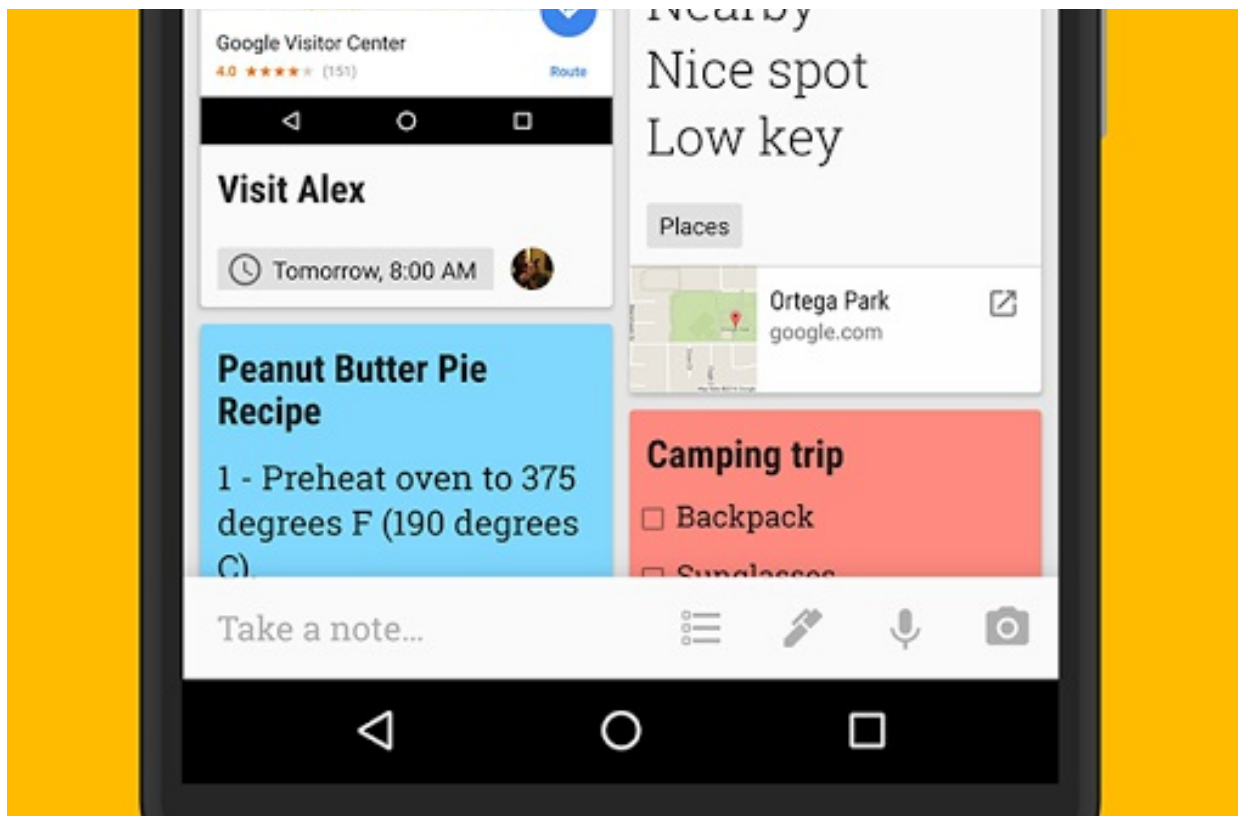 Google Visitor Center
4.0 ★★★★★ (151)
Route
Visit Alex
Tomorrow, 8:00 AM
Peanut Butter Pie
Recipe
1 - Preheat oven to 375
degrees F (190 degrees
C).
Nearby
Nice spot
Low key
Places
Ortega Park
google.com
Camping trip
Backpack
Sunglasses
Take a note...